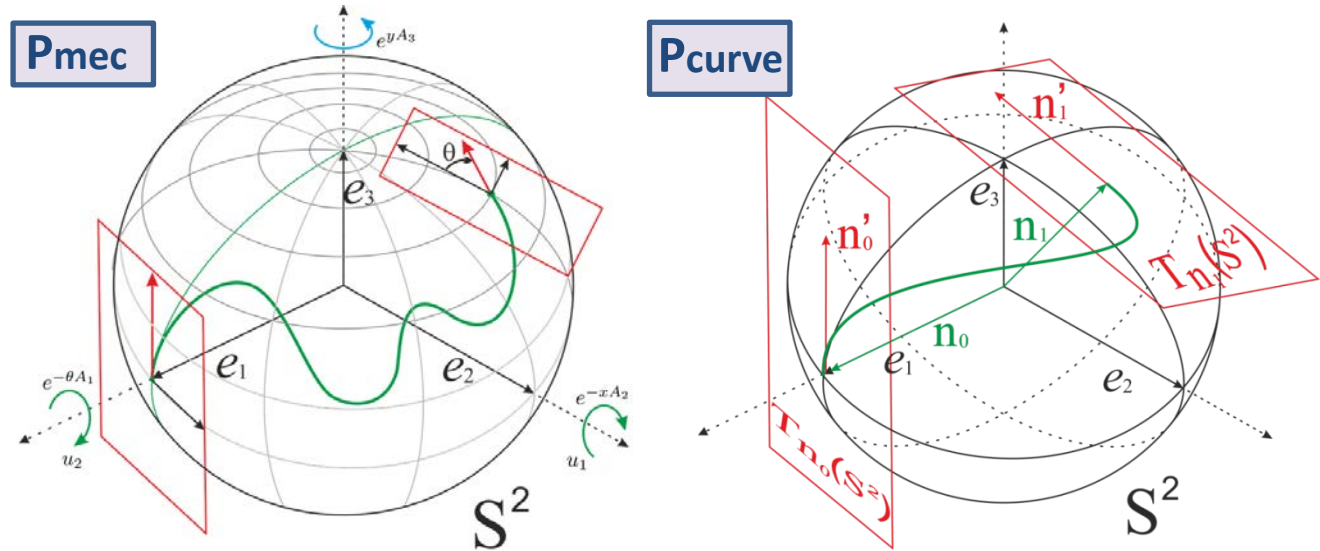 Pmec
e^{yA_3}
θ
e_3
e_1
e_2
e^{-θA_1}
u_2
e^{-xA_2}
u_1
S^2
Pcurve
n'_1
n'_0
e_3
n_1
T_{n_1}(S^2)
n_0
e_1
e_2
T_{n_0}(S^2)
S^2